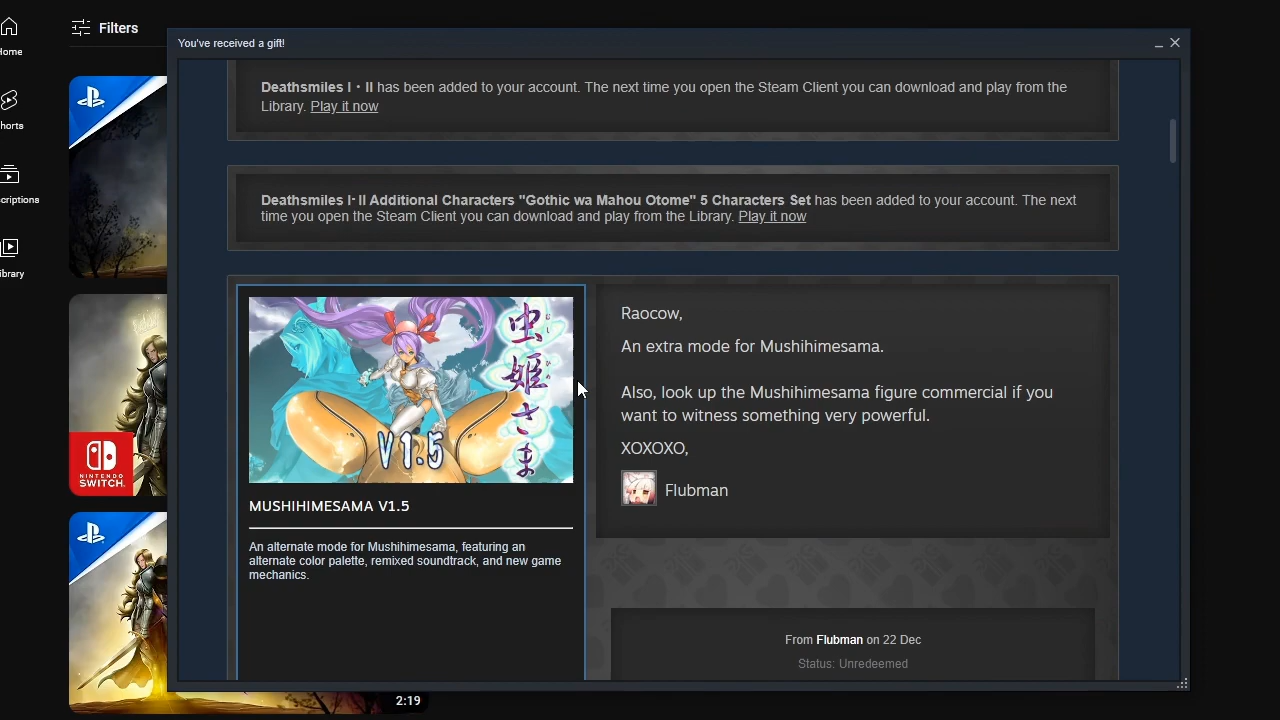 Filters
ome
horts
criptions
ibrary
NINTENDO
SWITCH.
2:19
You've received a gift!
Deathsmiles I・II has been added to your account. The next time you open the Steam Client you can download and play from the
Library. Play it now
Deathsmiles I・II Additional Characters "Gothic wa Mahou Otome" 5 Characters Set has been added to your account. The next
time you open the Steam Client you can download and play from the Library. Play it now
虫姫さま
むし
ひめ
V1.5
MUSHIHIMESAMA V1.5
An alternate mode for Mushihimesama, featuring an
alternate color palette, remixed soundtrack, and new game
mechanics.
Raocow,
An extra mode for Mushihimesama.
Also, look up the Mushihimesama figure commercial if you
want to witness something very powerful.
XOXOXO,
Flubman
From Flubman on 22 Dec
Status: Unredeemed